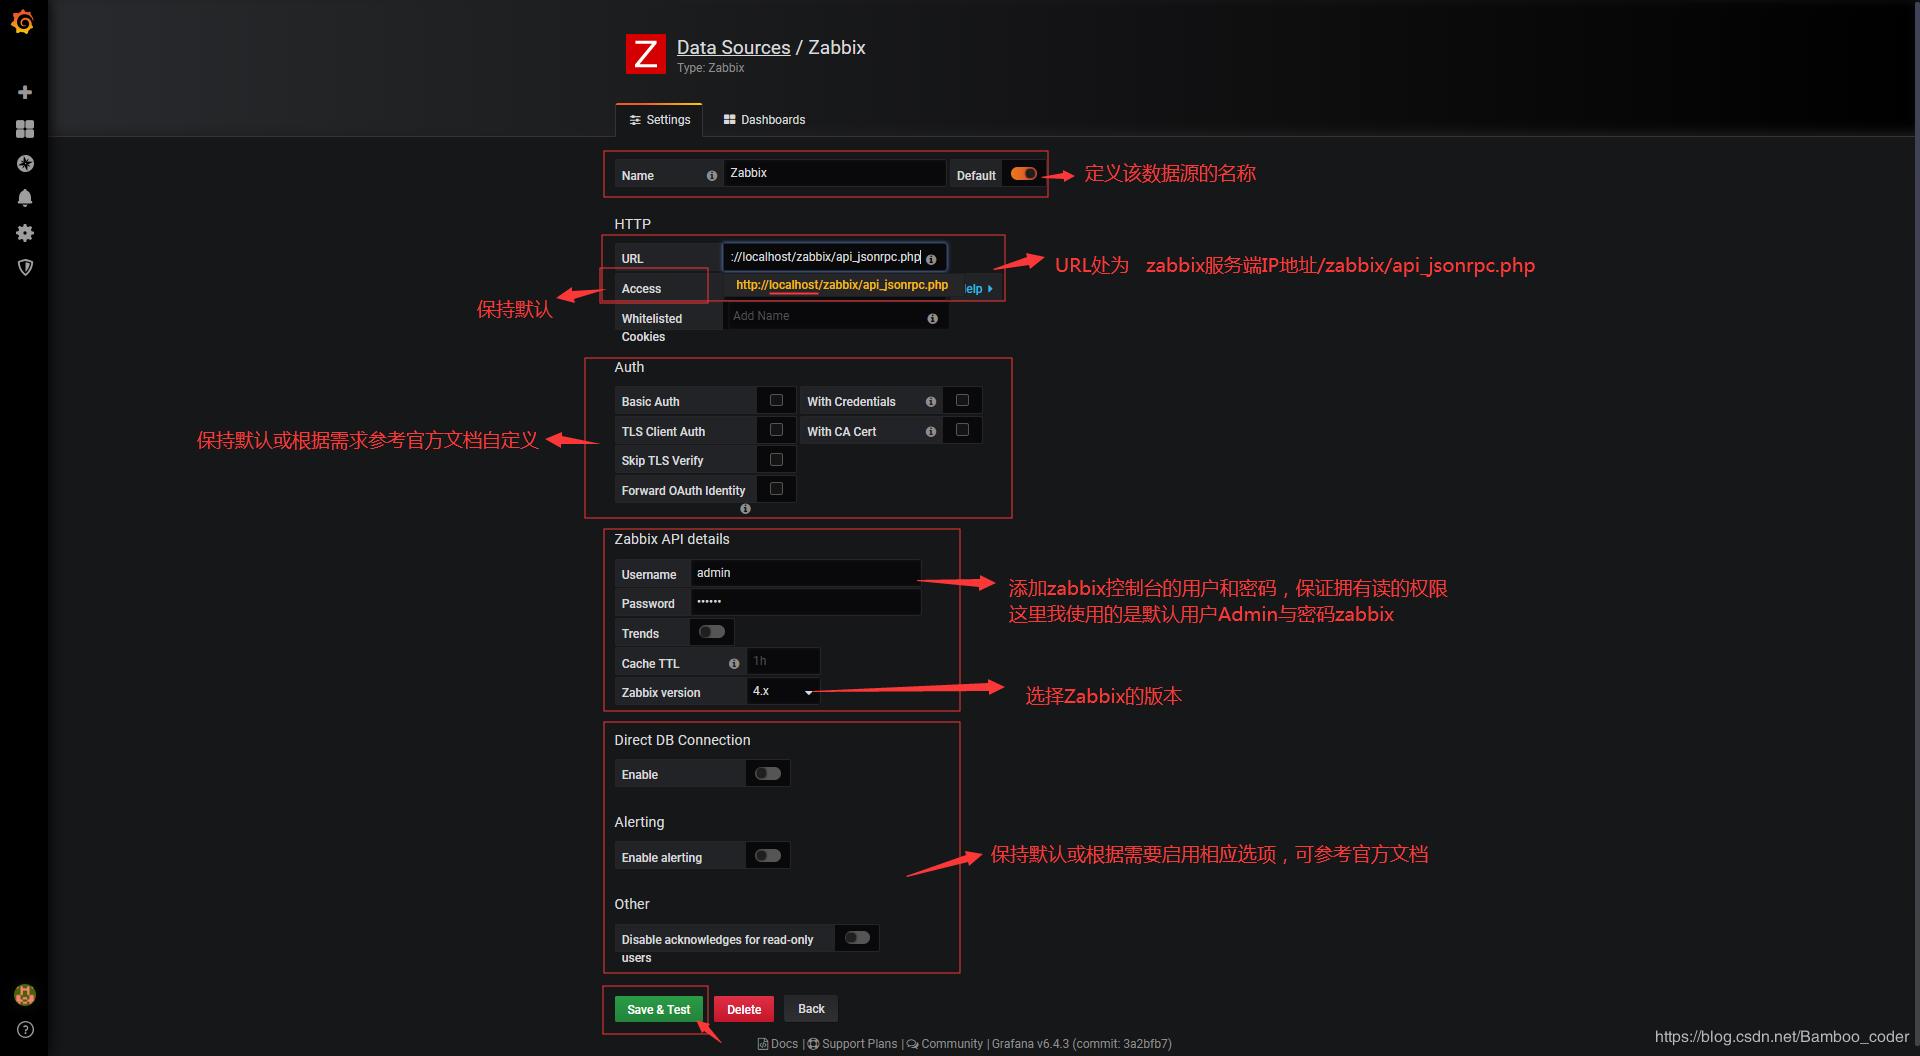 Data Sources / Zabbix
Type: Zabbix
Settings
Dashboards
Name
Zabbix
Default
定义该数据源的名称
HTTP
URL
://localhost/zabbix/api_jsonrpc.php
URL处为 zabbix服务端IP地址/zabbix/api_jsonrpc.php
Access
http://localhost/zabbix/api_jsonrpc.php
elp
保持默认
Whitelisted
Cookies
Add Name
Auth
Basic Auth
With Credentials
TLS Client Auth
With CA Cert
保持默认或根据需求参考官方文档自定义
Skip TLS Verify
Forward OAuth Identity
Zabbix API details
Username
admin
添加zabbix控制台的用户和密码，保证拥有读的权限
这里我使用的是默认用户Admin与密码zabbix
Password
••••••
Trends
Cache TTL
1h
Zabbix version
4.x
选择Zabbix的版本
Direct DB Connection
Enable
Alerting
Enable alerting
保持默认或根据需要启用相应选项，可参考官方文档
Other
Disable acknowledges for read-only
users
Save & Test
Delete
Back
Docs | Support Plans | Community | Grafana v6.4.3 (commit: 3a2bfb7)
https://blog.csdn.net/Bamboo_coder